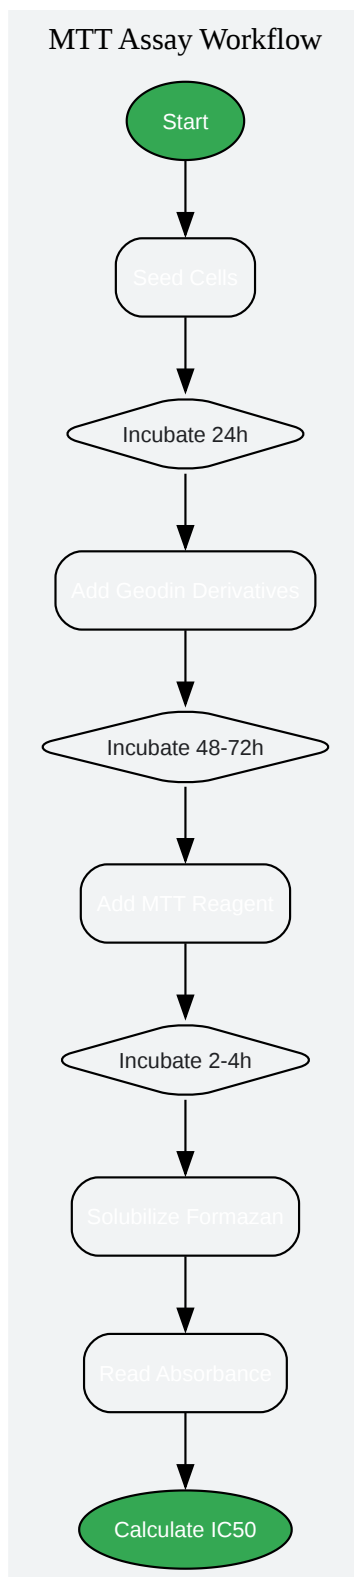 MTT Assay Workflow
Start
Seed Cells
Incubate 24h
Add Geodin Derivatives
Incubate 48-72h
Add MTT Reagent
Incubate 2-4h
Solubilize Formazan
Read Absorbance
Calculate IC50